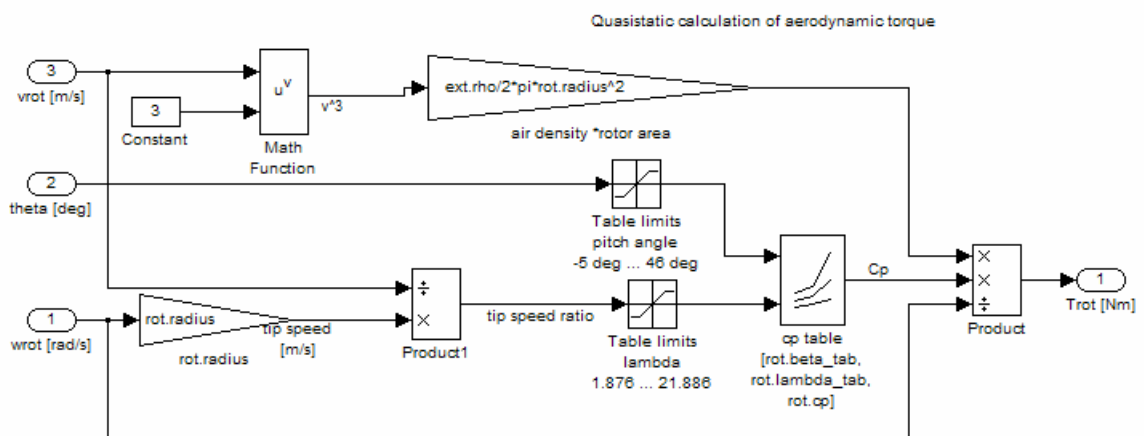 Quasistatic calculation of aerodynamic torque
3
vrot [m/s]
3
Constant
u^v
Math
Function
v^3
ext.rho/2*pi*rot.radius^2
air density *rotor area
2
theta [deg]
Table limits
pitch angle
-5 deg ... 46 deg
1
wrot [rad/s]
rot.radius
rot.radius
tip speed
[m/s]
÷
×
Product1
tip speed ratio
Table limits
lambda
1.876 ... 21.886
cp table
[rot.beta_tab,
rot.lambda_tab,
rot.cp]
Cp
×
×
÷
Product
1
Trot [Nm]